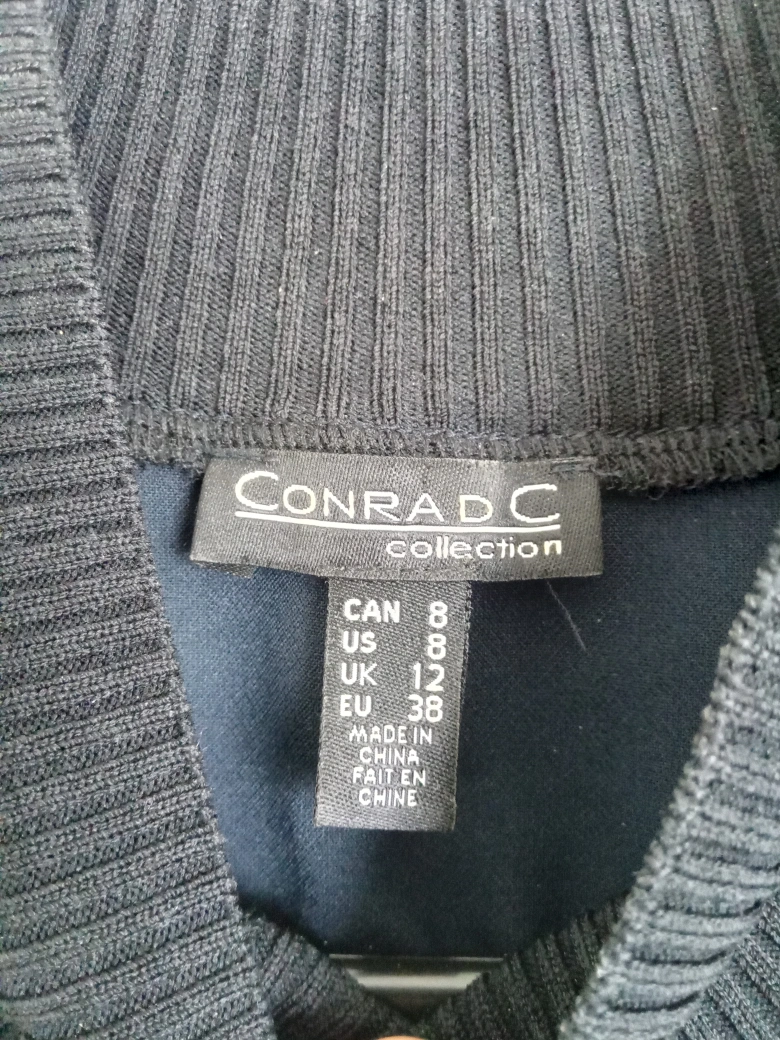 CONRAD C
collection
CAN 8
US 8
UK 12
EU 38
MADE IN
CHINA
FAIT EN
CHINE